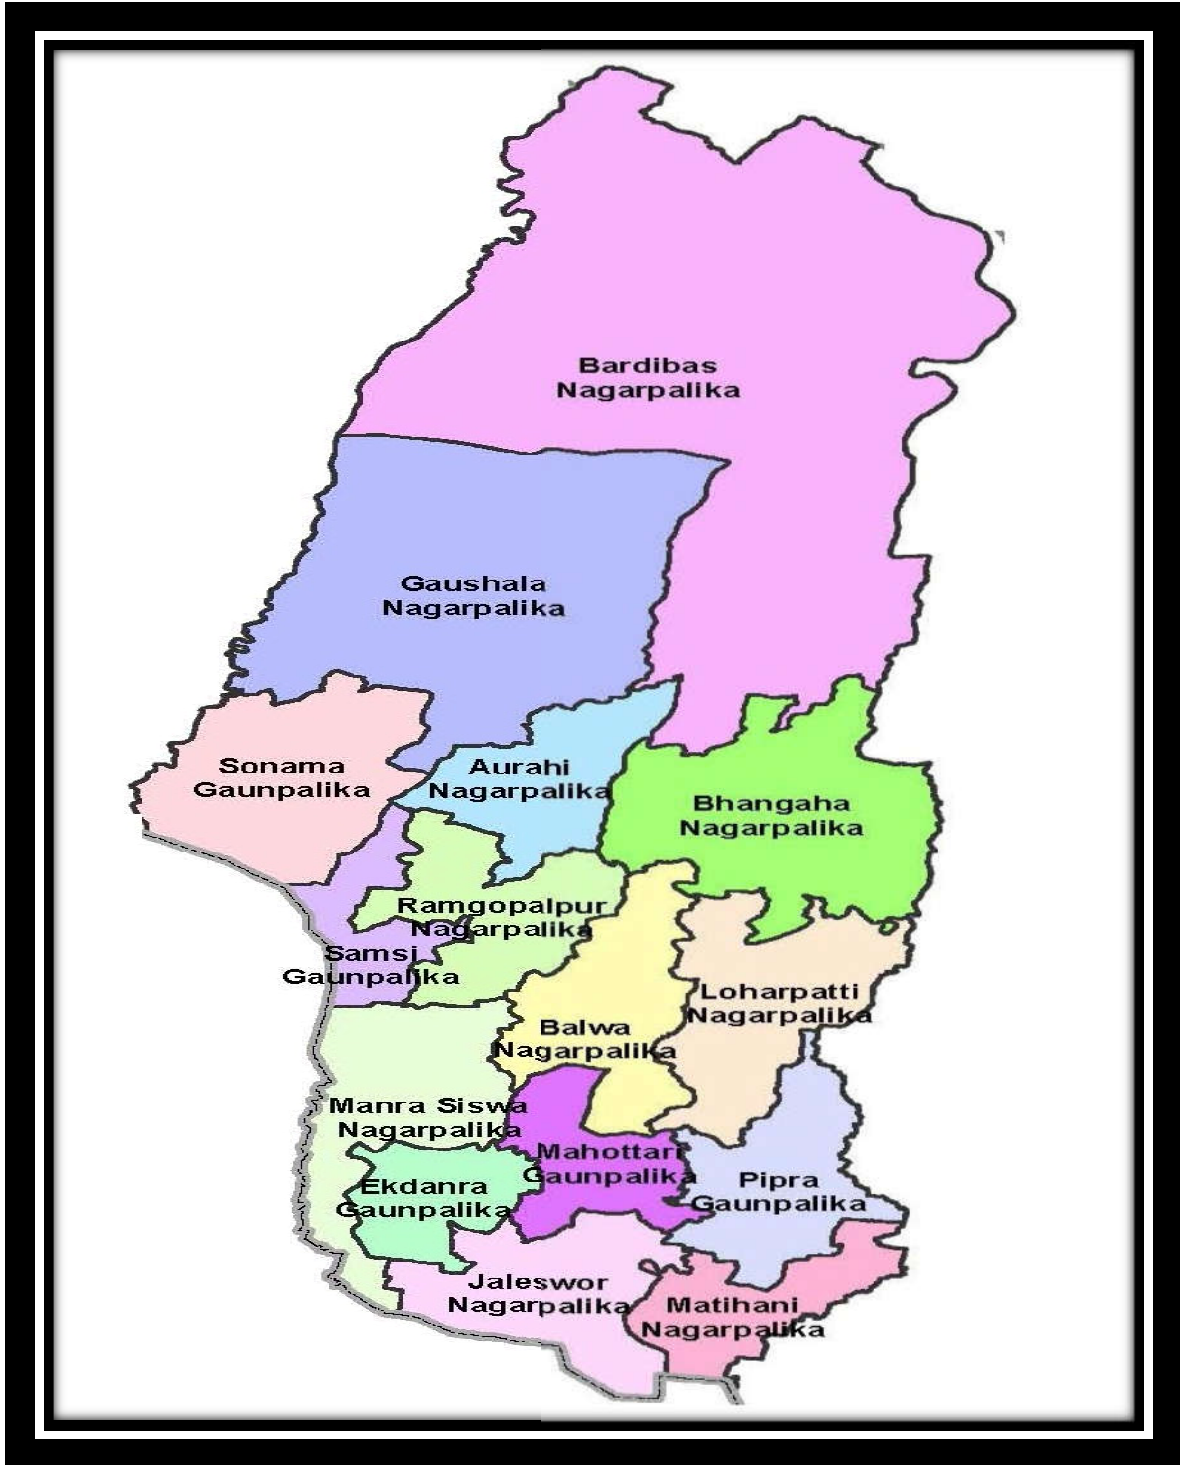 Bardibas
Nagarpalika
Gaushala
Nagarpalika
Sonama
Gaunpalika
Aurahi
Nagarpalika
Bhangaha
Nagarpalika
Ramgopalpur
Nagarpalika
Samsi
Gaunpalika
Loharpatti
Nagarpalika
Balwa
Nagarpalika
Manra Siswa
Nagarpalika
Mahottari
Gaunpalika
Pipra
Gaunpalika
Ekdanra
Gaunpalika
Jaleswor
Nagarpalika
Matihani
Nagarpalika